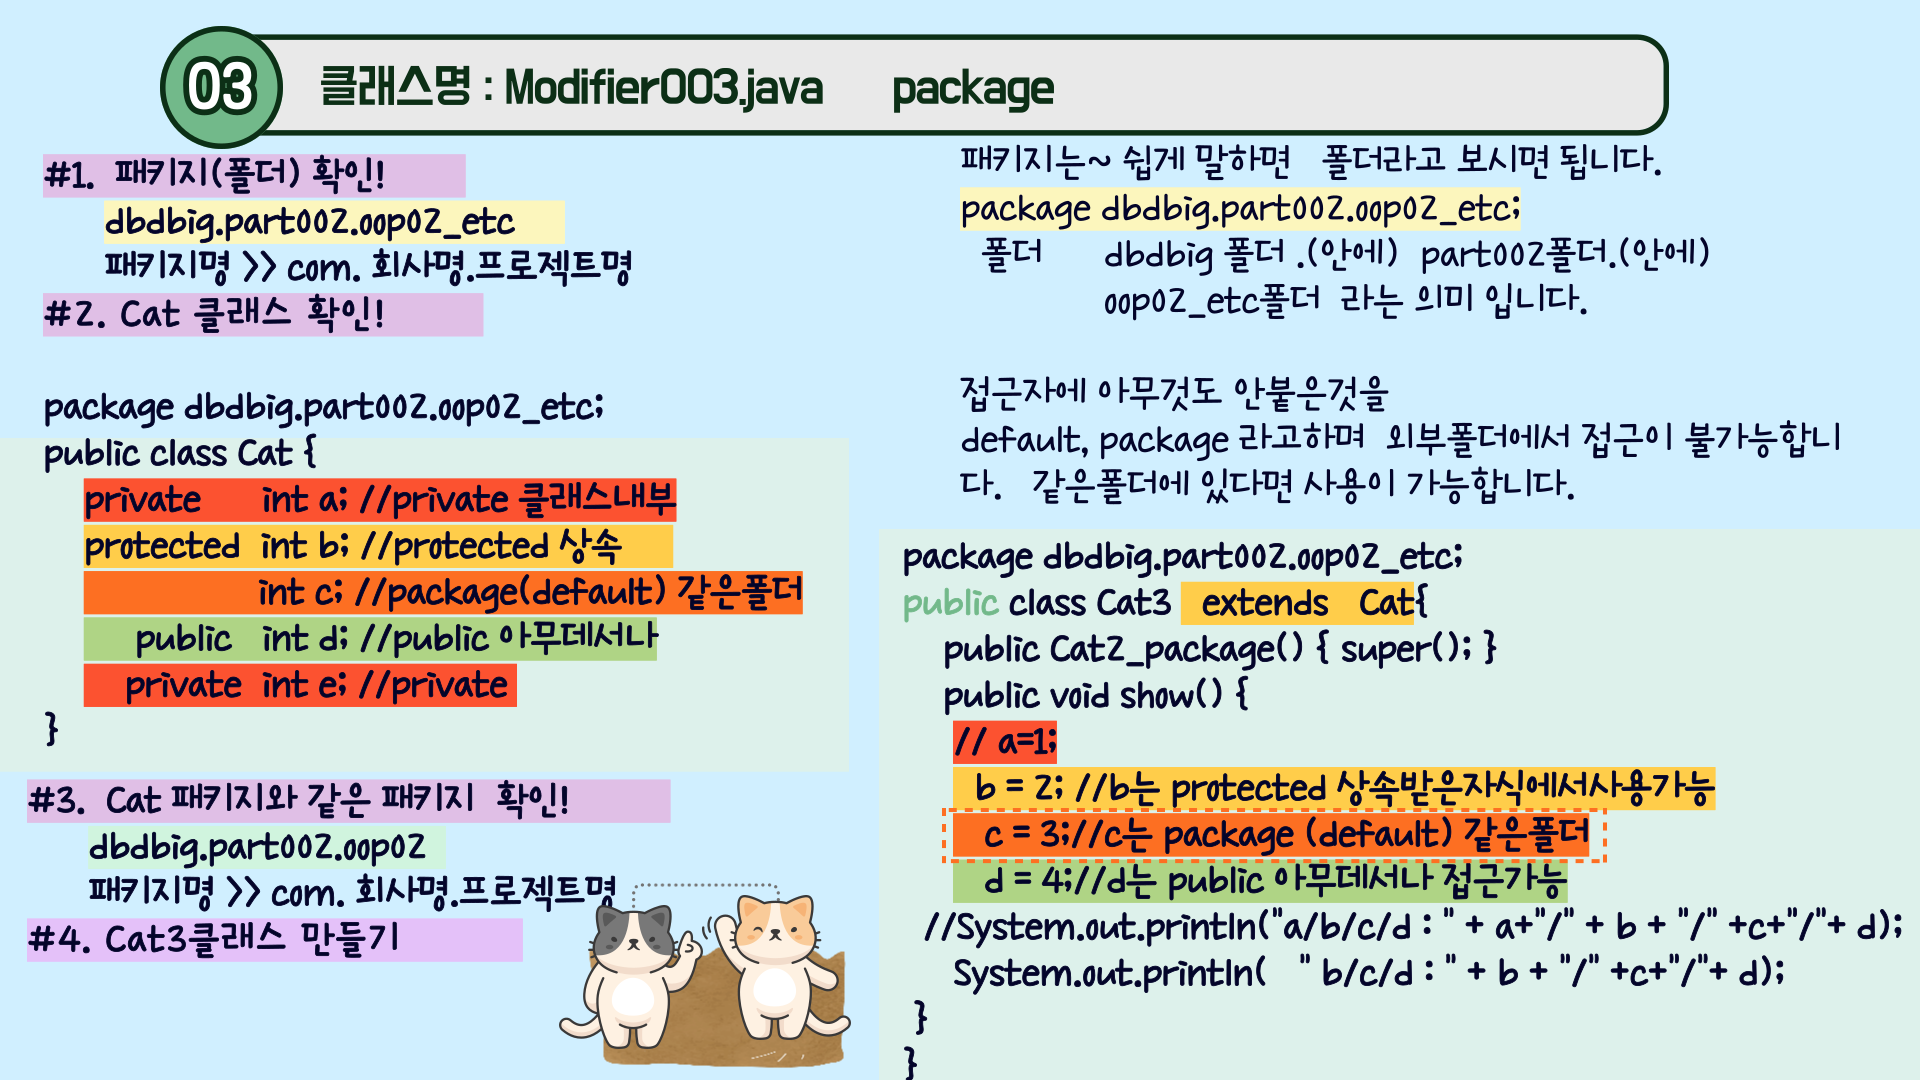 03
클래스명 : Modifier003.java package
#1. 패키지(폴더) 확인!
dbdbig.part002.oop02_etc
패키지명 >> com. 회사명.프로젝트명
#2. Cat 클래스 확인!
package dbdbig.part002.oop02_etc;
public class Cat {
private int a; //private 클래스내부
protected int b; //protected 상속
int c; //package(default) 같은폴더
public int d; //public 아무데서나
private int e; //private
}
#3. Cat 패키지와 같은 패키지 확인!
dbdbig.part002.oop02
패키지명 >> com. 회사명.프로젝트명
#4. Cat3클래스 만들기
패키지는~ 쉽게 말하면 폴더라고 보시면 됩니다.
package dbdbig.part002.oop02_etc;
폴더 dbdbig 폴더 .(안에) part002폴더.(안에)
oop02_etc폴더 라는 의미 입니다.
접근자에 아무것도 안붙은것을
default, package 라고하며 외부폴더에서 접근이 불가능합니
다. 같은폴더에 있다면 사용이 가능합니다.
package dbdbig.part002.oop02_etc;
public class Cat3 extends Cat{
public Cat2_package() { super(); }
public void show() {
// a=1;
b = 2; //b는 protected 상속받은자식에서사용가능
c = 3;//c는 package (default) 같은폴더
d = 4;//d는 public 아무데서나 접근가능
//System.out.println("a/b/c/d : " + a+"/" + b + "/" +c+"/"+ d);
System.out.println( " b/c/d : " + b + "/" +c+"/"+ d);
}
}